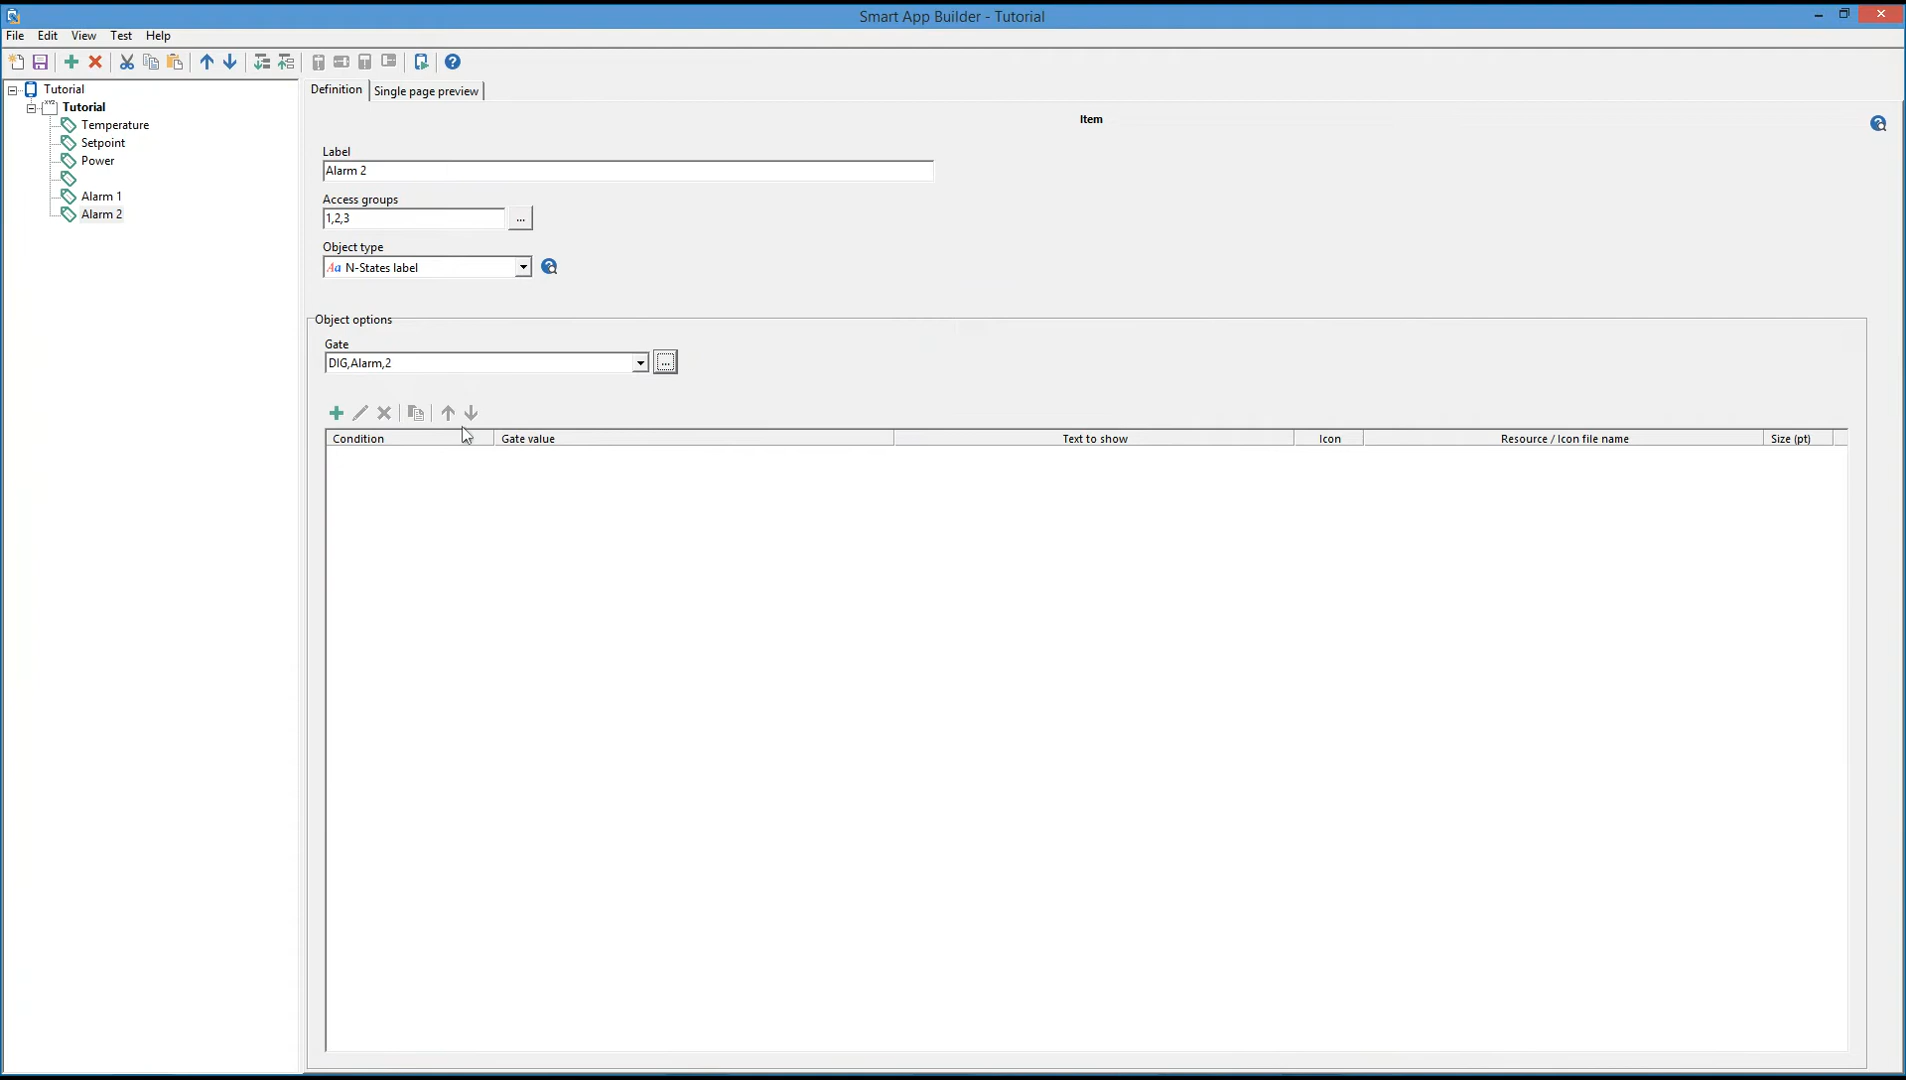 Smart App Builder - Tutorial
File Edit View Test Help
Tutorial
Tutorial
Temperature
Setpoint
Power
Alarm 1
Alarm 2
Definition
Single page preview
Item
Label
Alarm 2
Access groups
1,2,3
...
Object type
Aa N-States label
Object options
Gate
DIG,Alarm,2
...
Condition Gate value Text to show Icon Resource / Icon file name Size (pt)